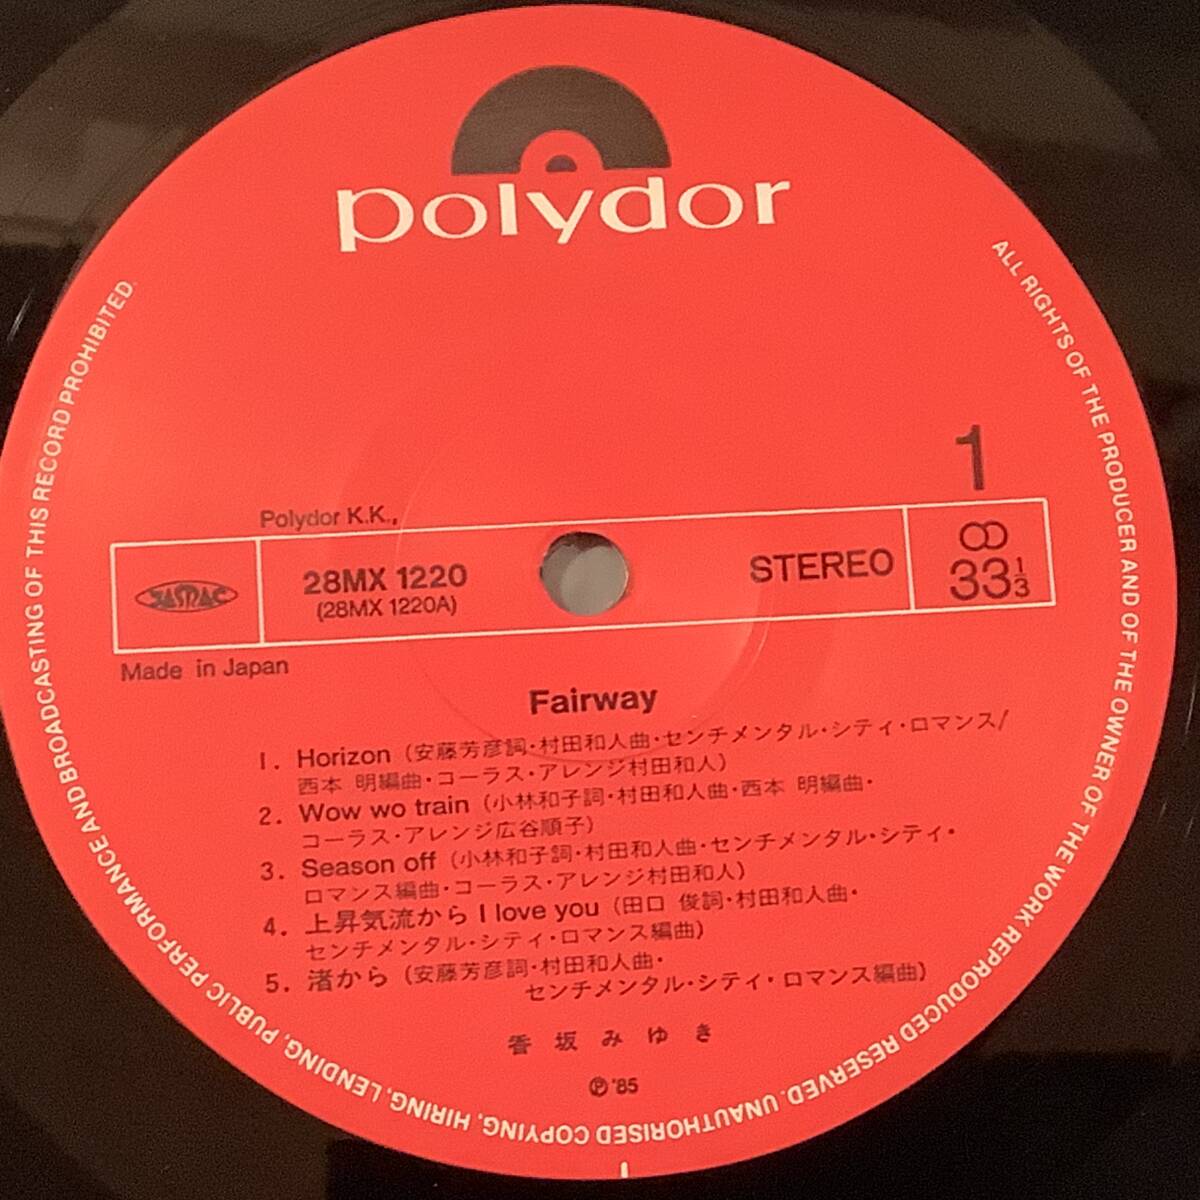 polydor
1
Polydor K.K.,
JASRAC
28MX 1220
(28MX 1220A)
STEREO
33 1/3
Made in Japan
Fairway
1. Horizon (安藤芳彦詞・村田和人曲・センチメンタル・シティ・ロマンス/
西本 明編曲・コーラス・アレンジ村田和人)
2. Wow wo train (小林和子詞・村田和人曲・西本 明編曲・
コーラス・アレンジ広谷順子)
3. Season off (小林和子詞・村田和人曲・センチメンタル・シティ・
ロマンス編曲・コーラス・アレンジ村田和人)
4. 上昇気流から I love you (田口 俊詞・村田和人曲・
センチメンタル・シティ・ロマンス編曲)
5. 渚から (安藤芳彦詞・村田和人曲・
センチメンタル・シティ・ロマンス編曲)
香坂みゆき
Ⓟ'85
ALL RIGHTS OF THE PRODUCER AND OF THE OWNER OF THE WORK REPRODUCED RESERVED. UNAUTHORISED COPYING, HIRING, LENDING, PUBLIC PERFORMANCE AND BROADCASTING OF THIS RECORD PROHIBITED.